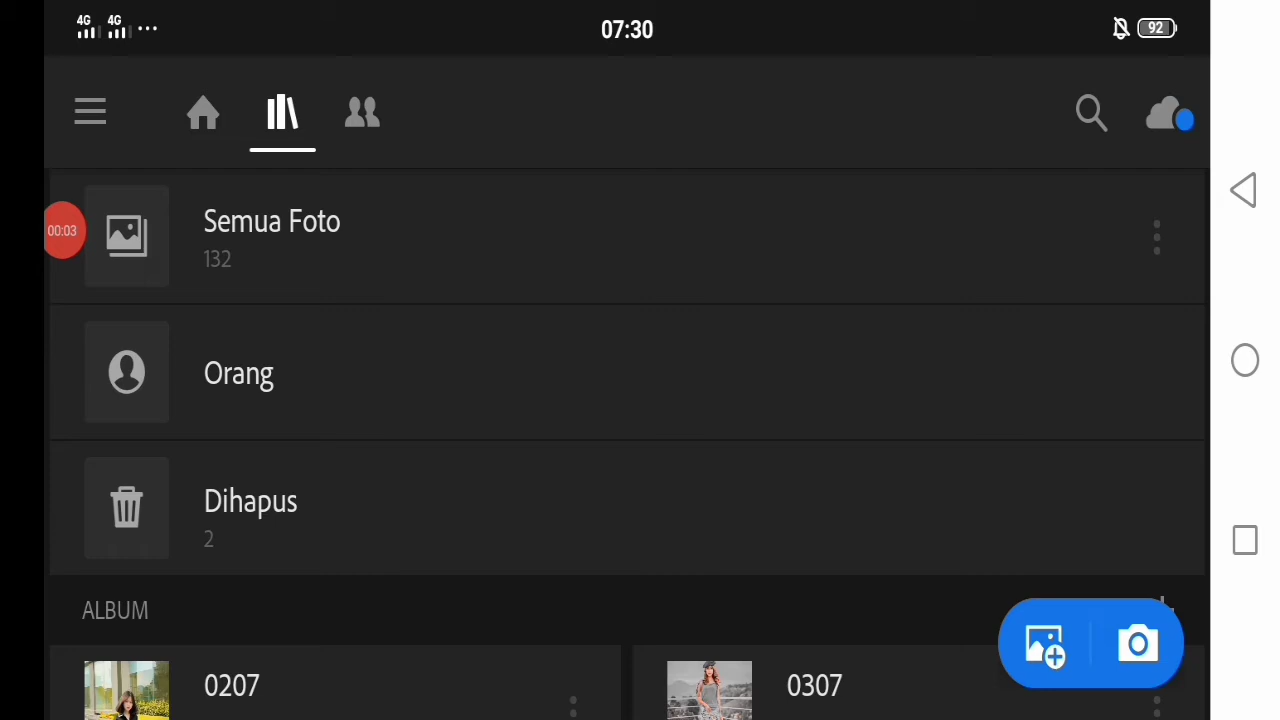 4G 4G 07:30 92
00:03
Semua Foto
132
Orang
Dihapus
2
ALBUM
0207 0307